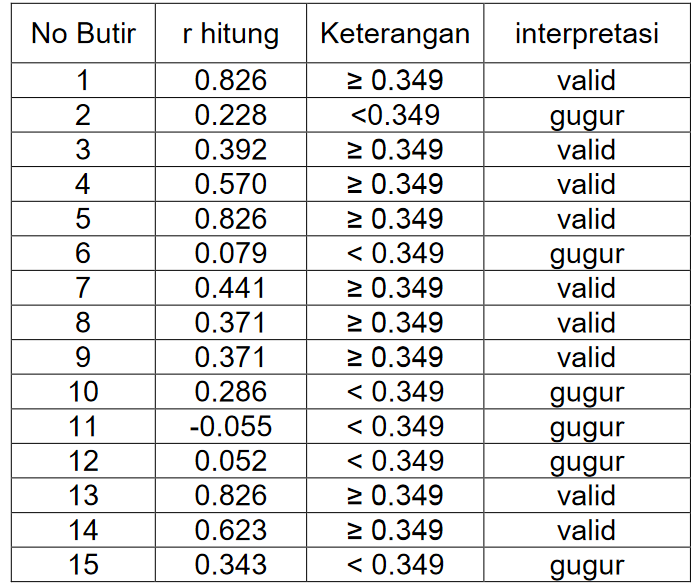 No Butir r hitung Keterangan interpretasi
1 0.826 ≥ 0.349 valid
2 0.228 <0.349 gugur
3 0.392 ≥ 0.349 valid
4 0.570 ≥ 0.349 valid
5 0.826 ≥ 0.349 valid
6 0.079 < 0.349 gugur
7 0.441 ≥ 0.349 valid
8 0.371 ≥ 0.349 valid
9 0.371 ≥ 0.349 valid
10 0.286 < 0.349 gugur
11 -0.055 < 0.349 gugur
12 0.052 < 0.349 gugur
13 0.826 ≥ 0.349 valid
14 0.623 ≥ 0.349 valid
15 0.343 < 0.349 gugur